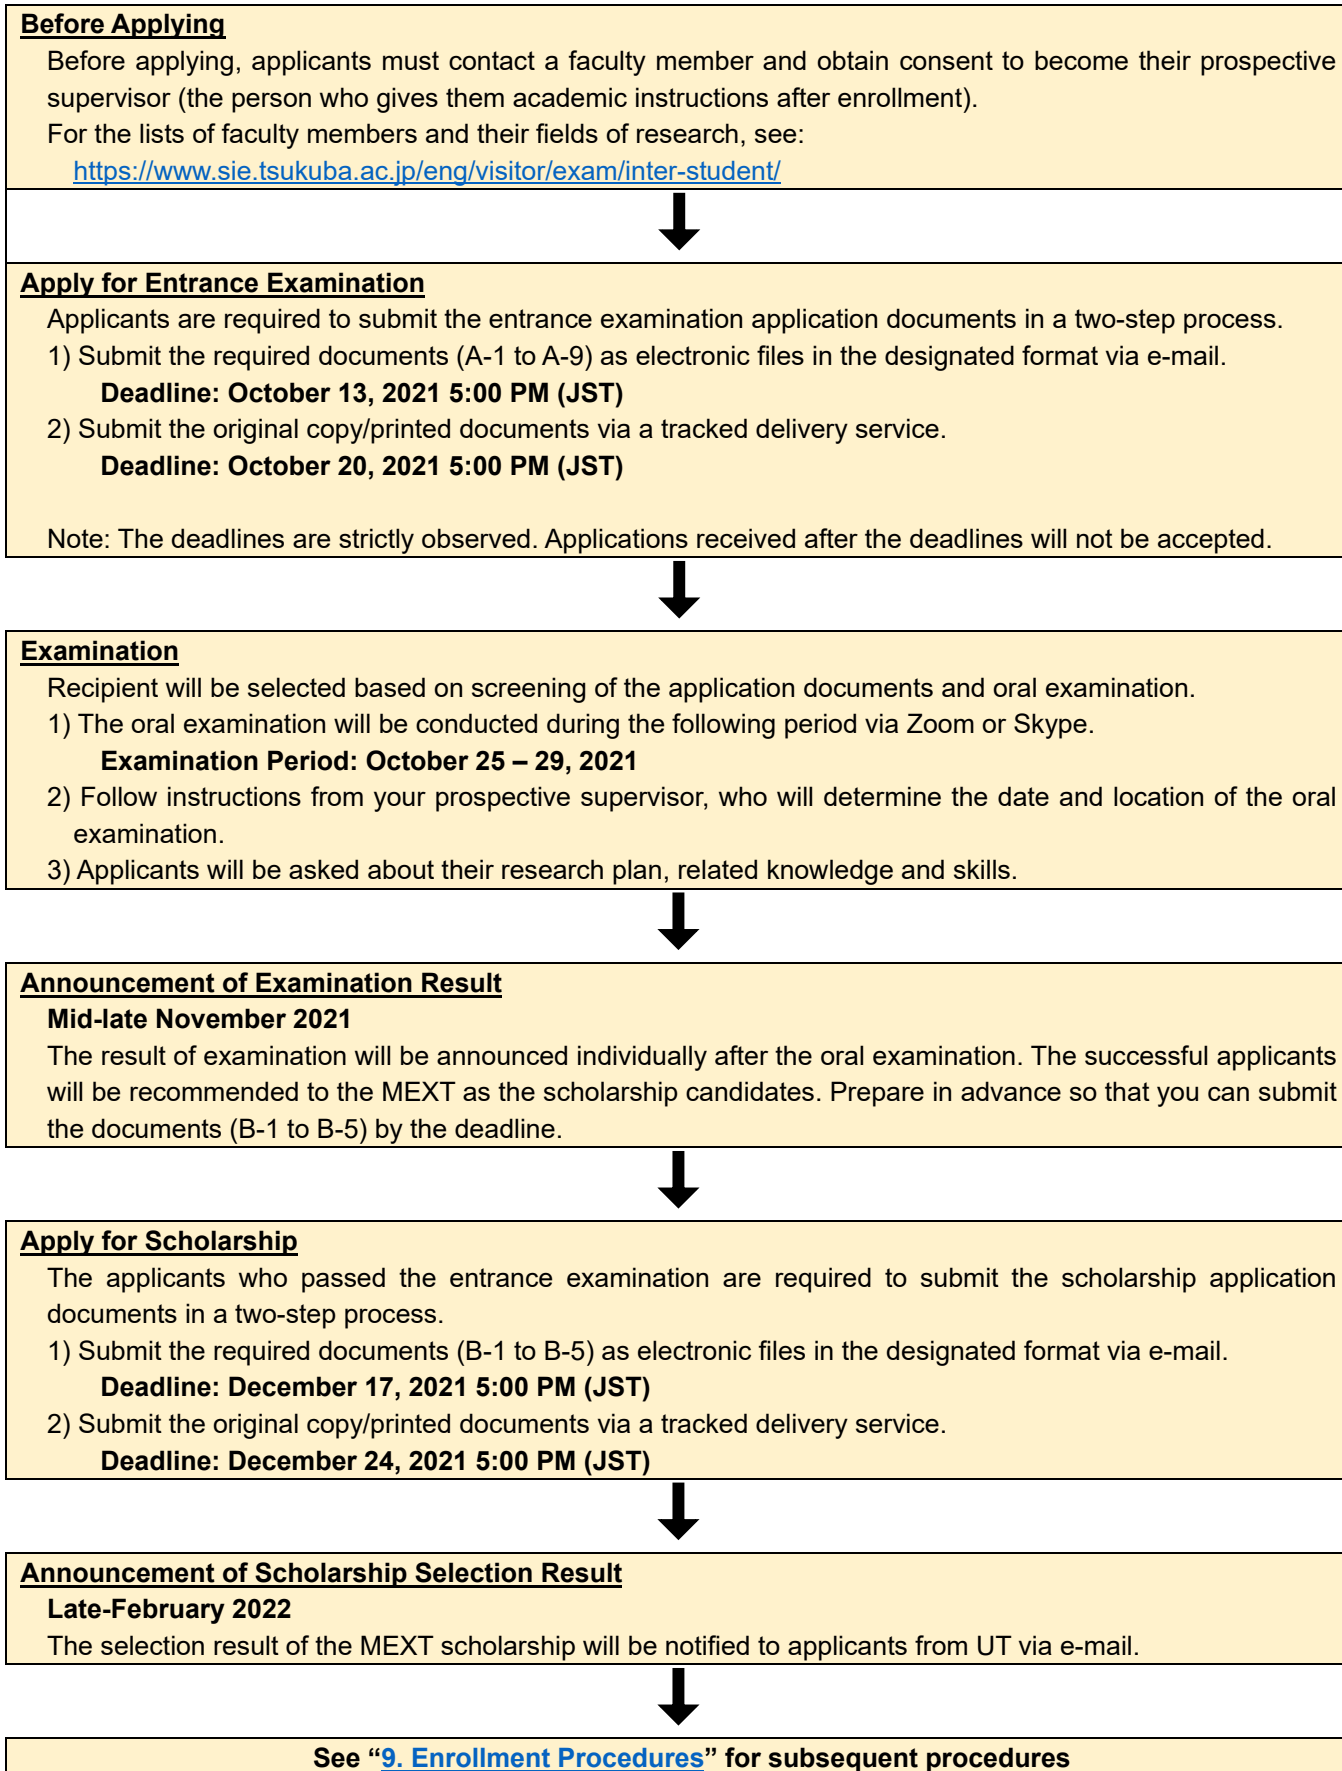 Before Applying
Before applying, applicants must contact a faculty member and obtain consent to become their prospective
supervisor (the person who gives them academic instructions after enrollment).
For the lists of faculty members and their fields of research, see:
https://www.sie.tsukuba.ac.jp/eng/visitor/exam/inter-student/
Apply for Entrance Examination
Applicants are required to submit the entrance examination application documents in a two-step process.
1) Submit the required documents (A-1 to A-9) as electronic files in the designated format via e-mail.
Deadline: October 13, 2021 5:00 PM (JST)
2) Submit the original copy/printed documents via a tracked delivery service.
Deadline: October 20, 2021 5:00 PM (JST)
Note: The deadlines are strictly observed. Applications received after the deadlines will not be accepted.
Examination
Recipient will be selected based on screening of the application documents and oral examination.
1) The oral examination will be conducted during the following period via Zoom or Skype.
Examination Period: October 25 – 29, 2021
2) Follow instructions from your prospective supervisor, who will determine the date and location of the oral
examination.
3) Applicants will be asked about their research plan, related knowledge and skills.
Announcement of Examination Result
Mid-late November 2021
The result of examination will be announced individually after the oral examination. The successful applicants
will be recommended to the MEXT as the scholarship candidates. Prepare in advance so that you can submit
the documents (B-1 to B-5) by the deadline.
Apply for Scholarship
The applicants who passed the entrance examination are required to submit the scholarship application
documents in a two-step process.
1) Submit the required documents (B-1 to B-5) as electronic files in the designated format via e-mail.
Deadline: December 17, 2021 5:00 PM (JST)
2) Submit the original copy/printed documents via a tracked delivery service.
Deadline: December 24, 2021 5:00 PM (JST)
Announcement of Scholarship Selection Result
Late-February 2022
The selection result of the MEXT scholarship will be notified to applicants from UT via e-mail.
See “9. Enrollment Procedures” for subsequent procedures